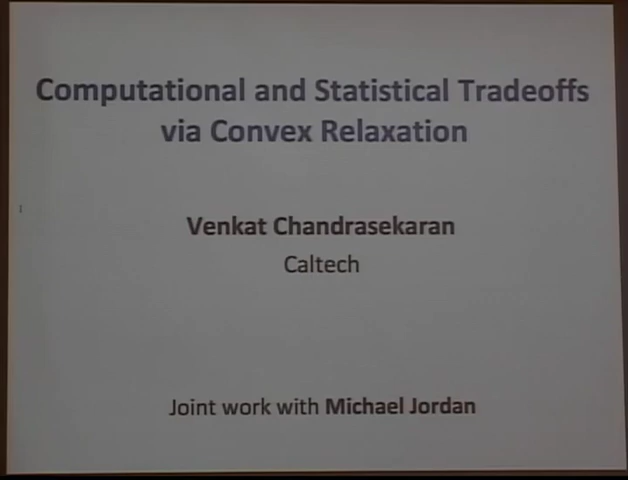 Computational and Statistical Tradeoffs
via Convex Relaxation
Venkat Chandrasekaran
Caltech
Joint work with Michael Jordan